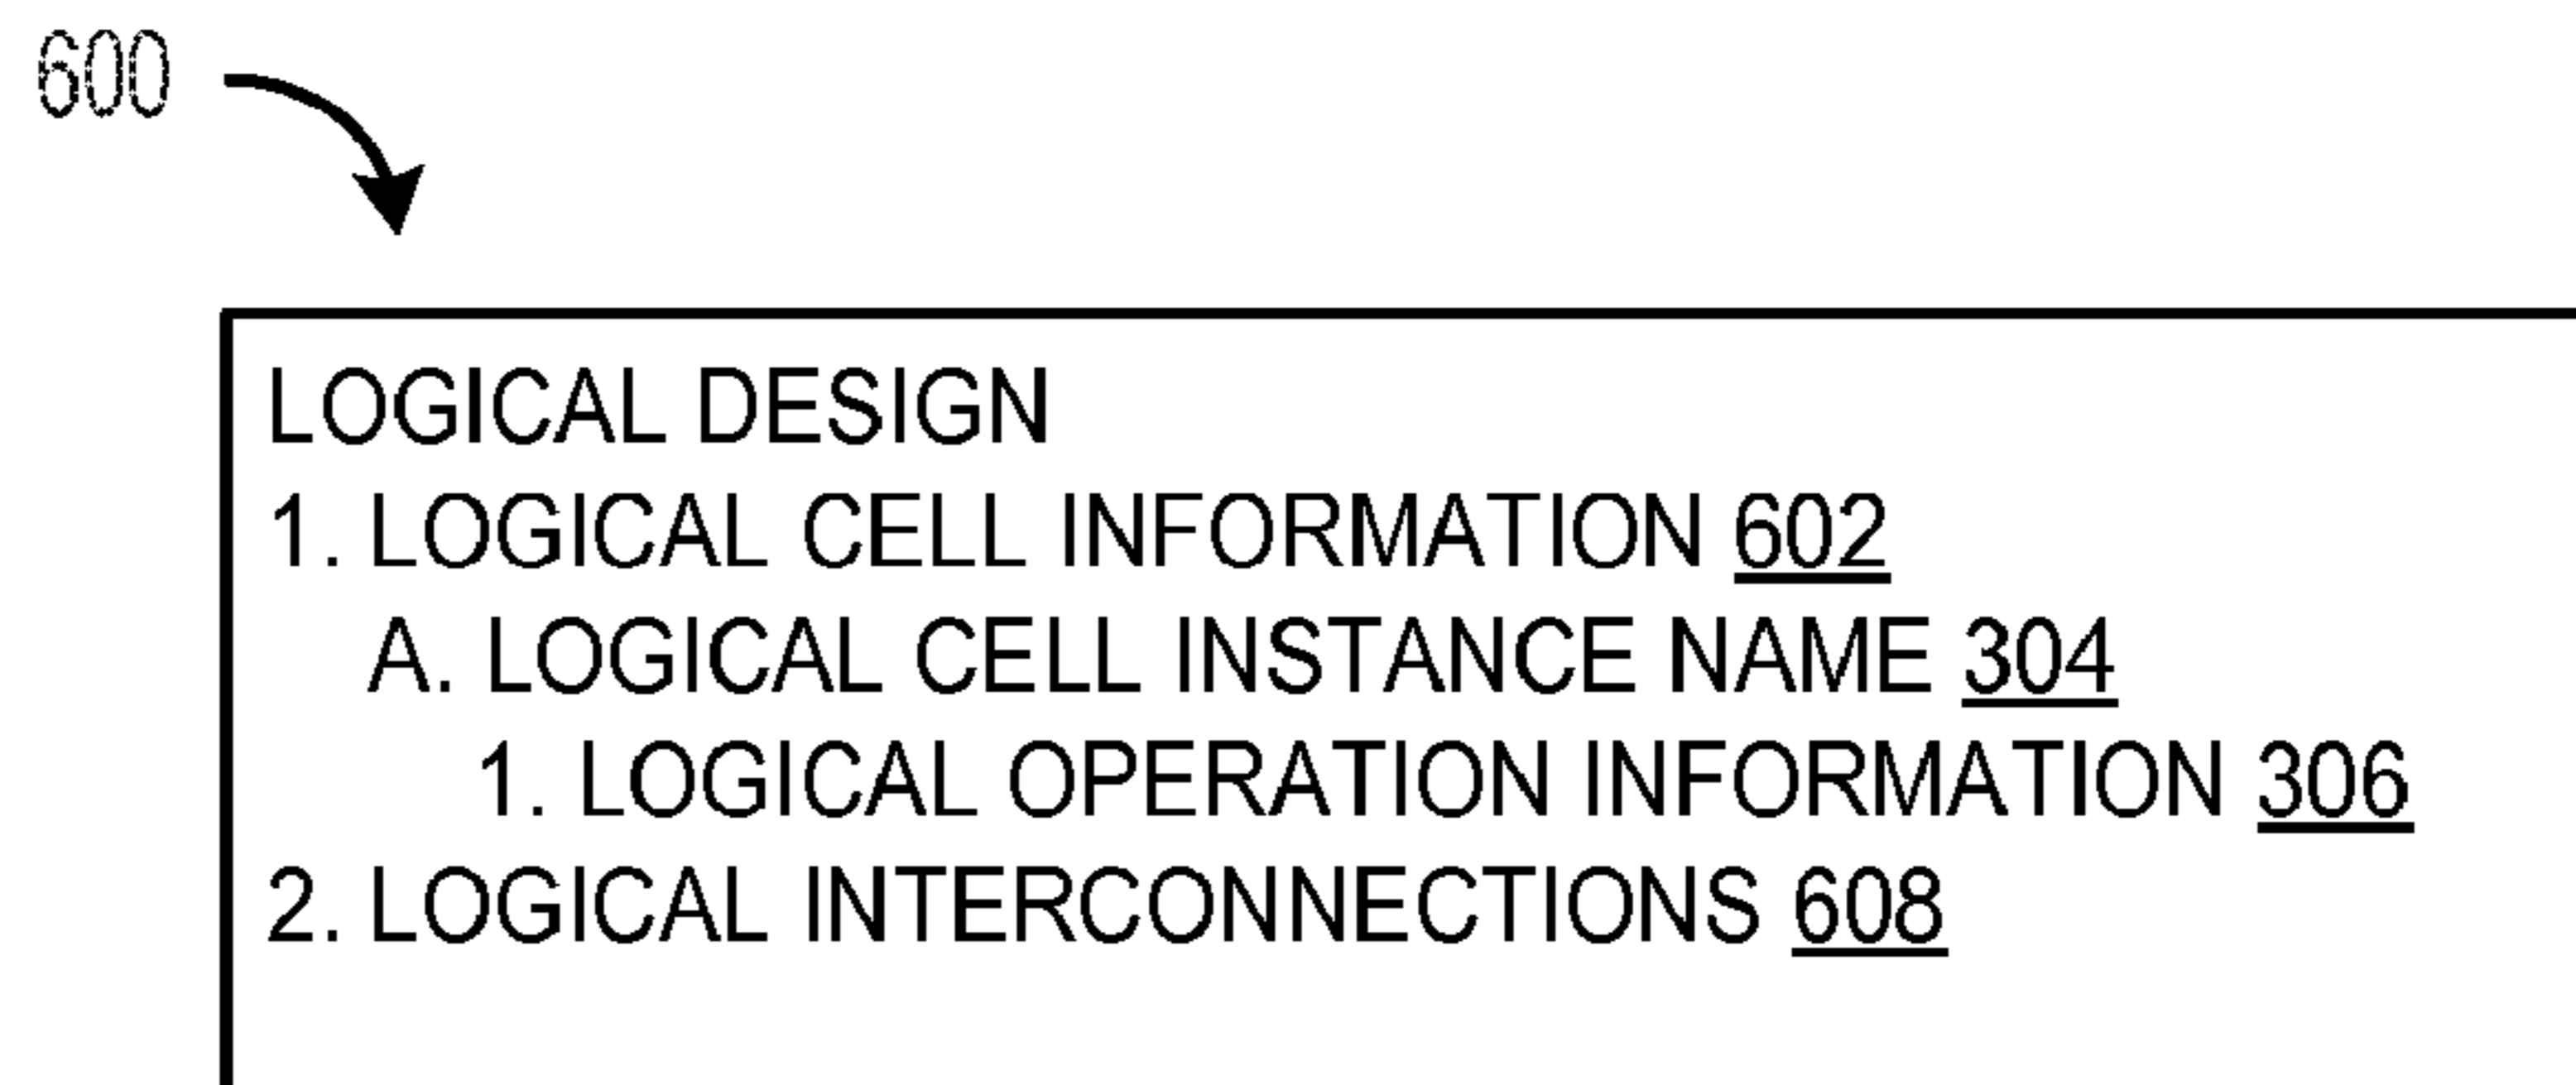 600
LOGICAL DESIGN
1. LOGICAL CELL INFORMATION 602
A. LOGICAL CELL INSTANCE NAME 304
1. LOGICAL OPERATION INFORMATION 306
2. LOGICAL INTERCONNECTIONS 608